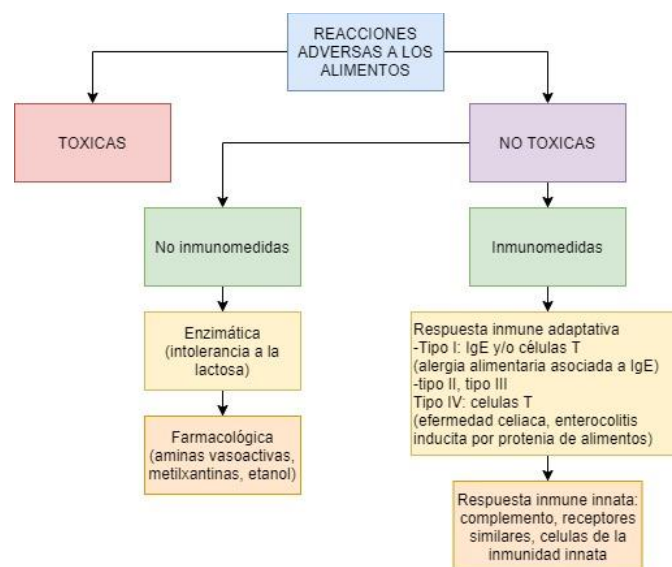 REACCIONES
ADVERSAS A LOS
ALIMENTOS
TOXICAS
NO TOXICAS
No inmunomedidas
Inmunomedidas
Enzimática
(intolerancia a la
lactosa)
Respuesta inmune adaptativa
-Tipo I: IgE y/o células T
(alergia alimentaria asociada a IgE)
-tipo II, tipo III
Tipo IV: celulas T
(efermedad celiaca, enterocolitis
inducita por protenia de alimentos)
Farmacológica
(aminas vasoactivas,
metilxantinas, etanol)
Respuesta inmune innata:
complemento, receptores
similares, celulas de la
inmunidad innata